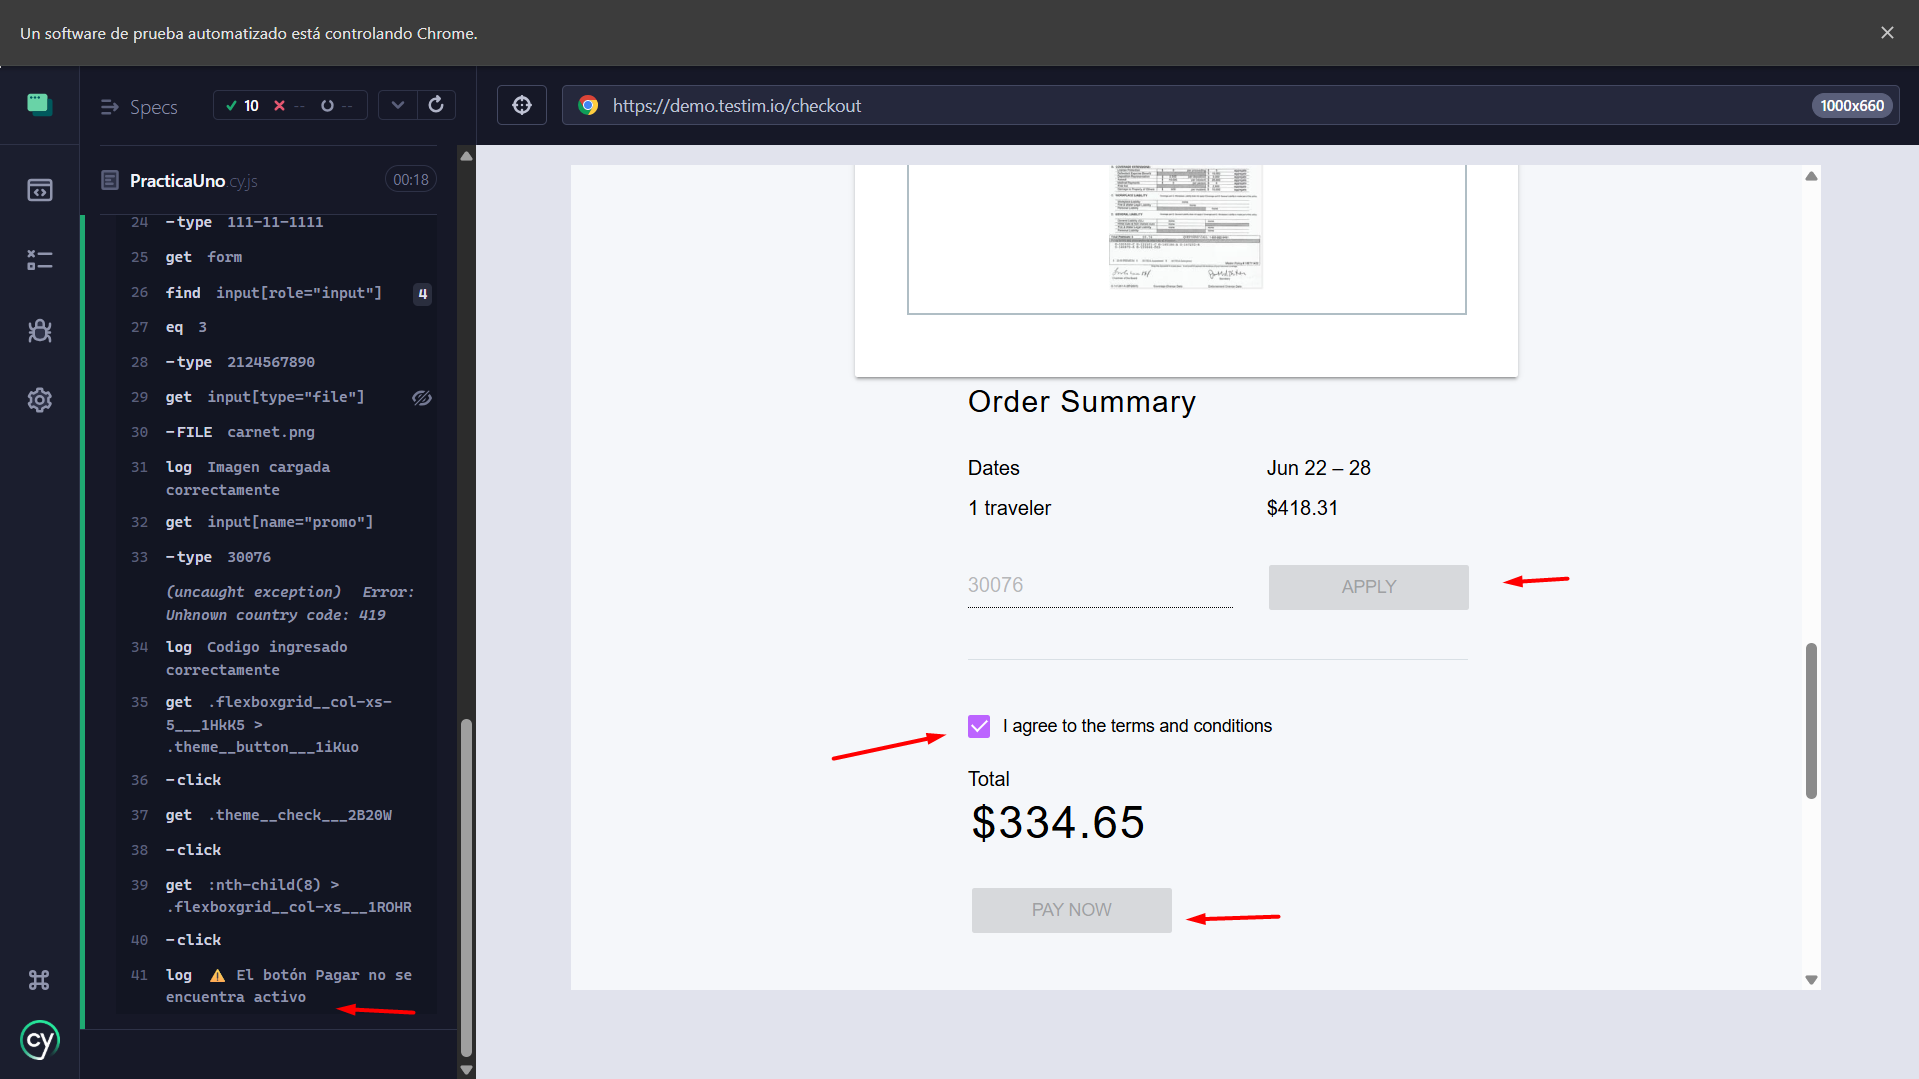 Un software de prueba automatizado está controlando Chrome.
Specs
10
--
--
https://demo.testim.io/checkout
1000x660
PracticaUno.cy.js
00:18
24 -type 111-11-1111
25 get form
26 find input[role="input"] 4
27 eq 3
28 -type 2124567890
29 get input[type="file"]
30 -FILE carnet.png
31 log Imagen cargada
correctamente
32 get input[name="promo"]
33 -type 30076
(uncaught exception) Error:
Unknown country code: 419
34 log Codigo ingresado
correctamente
35 get .flexboxgrid__col-xs-
5___1HkK5 >
.theme__button___1iKuo
36 -click
37 get .theme__check___2B20W
38 -click
39 get :nth-child(8) >
.flexboxgrid__col-xs___1ROHR
40 -click
41 log ⚠ El botón Pagar no se
encuentra activo
cy
Order Summary
Dates Jun 22 – 28
1 traveler $418.31
30076 APPLY
I agree to the terms and conditions
Total
$334.65
PAY NOW